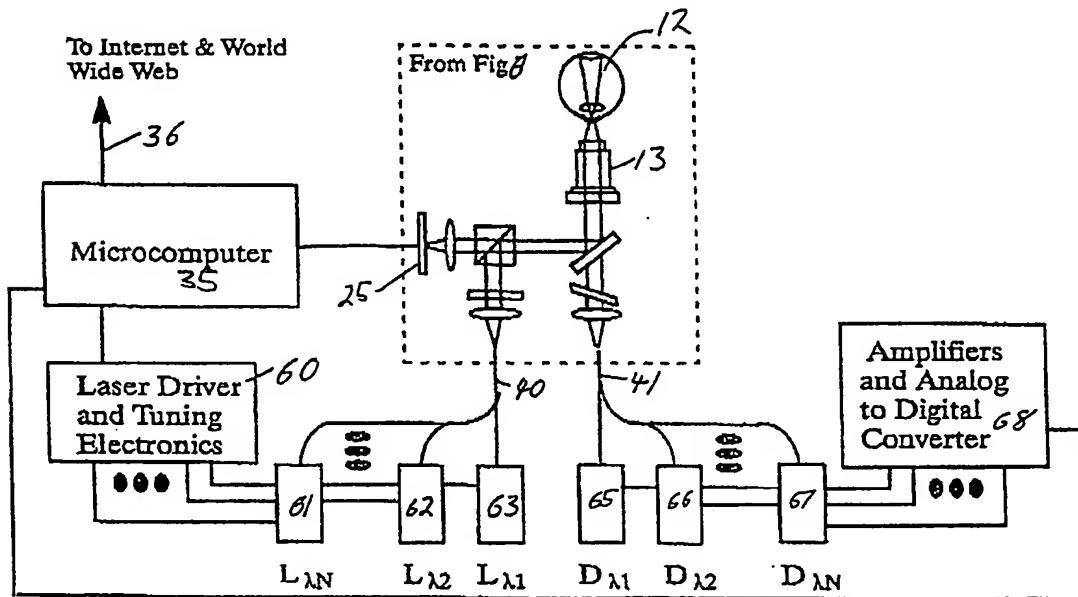 To Internet & World
Wide Web
36
From Fig 8
12
13
Microcomputer
35
25
60
Laser Driver
and Tuning
Electronics
40
41
Amplifiers
and Analog
to Digital
Converter 68
61
62
63
65
66
67
LλN
Lλ2
Lλ1
Dλ1
Dλ2
DλN